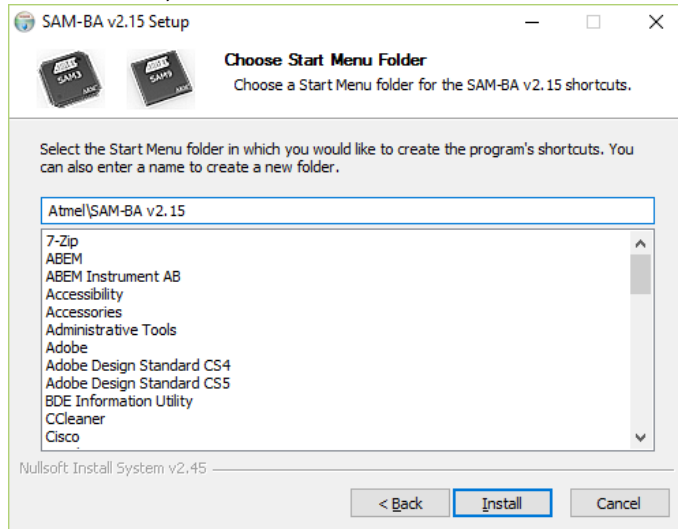 SAM-BA v2.15 Setup
Choose Start Menu Folder
Choose a Start Menu folder for the SAM-BA v2.15 shortcuts.
Select the Start Menu folder in which you would like to create the program's shortcuts. You
can also enter a name to create a new folder.
Atmel\SAM-BA v2.15
7-Zip
ABEM
ABEM Instrument AB
Accessibility
Accessories
Administrative Tools
Adobe
Adobe Design Standard CS4
Adobe Design Standard CS5
BDE Information Utility
CCleaner
Cisco
Nullsoft Install System v2.45
< Back
Install
Cancel